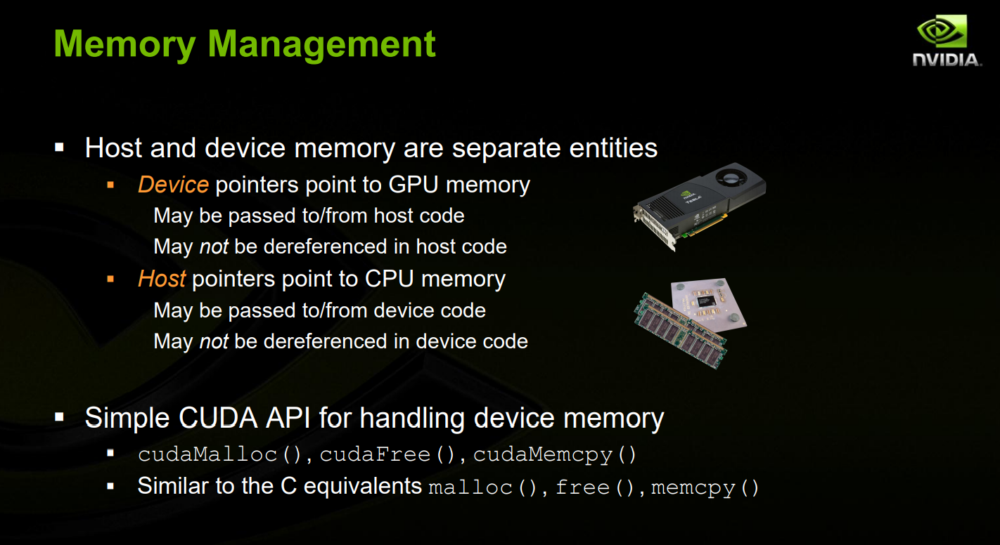 Memory Management
NVIDIA
▪ Host and device memory are separate entities
▪ Device pointers point to GPU memory
May be passed to/from host code
May not be dereferenced in host code
▪ Host pointers point to CPU memory
May be passed to/from device code
May not be dereferenced in device code
NVIDIA
TESLA
▪ Simple CUDA API for handling device memory
▪ cudaMalloc(), cudaFree(), cudaMemcpy()
▪ Similar to the C equivalents malloc(), free(), memcpy()